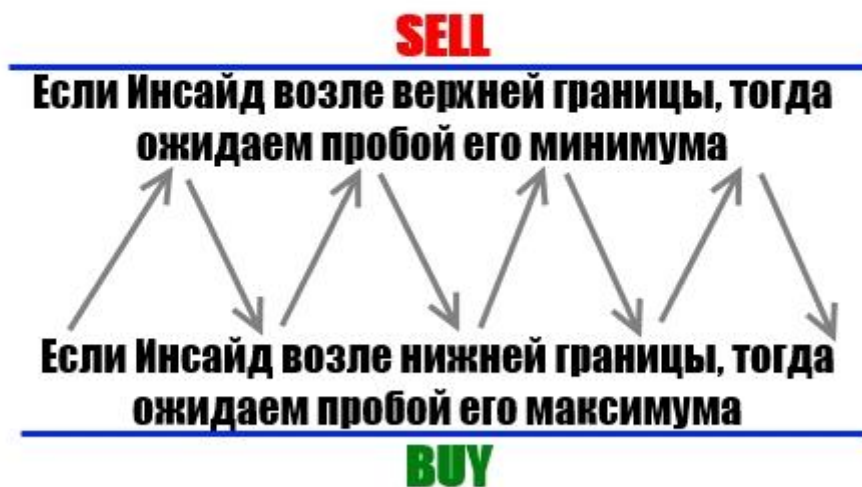 SELL
Если Инсайд возле верхней границы, тогда
ожидаем пробой его минимума
Если Инсайд возле нижней границы, тогда
ожидаем пробой его максимума
BUY